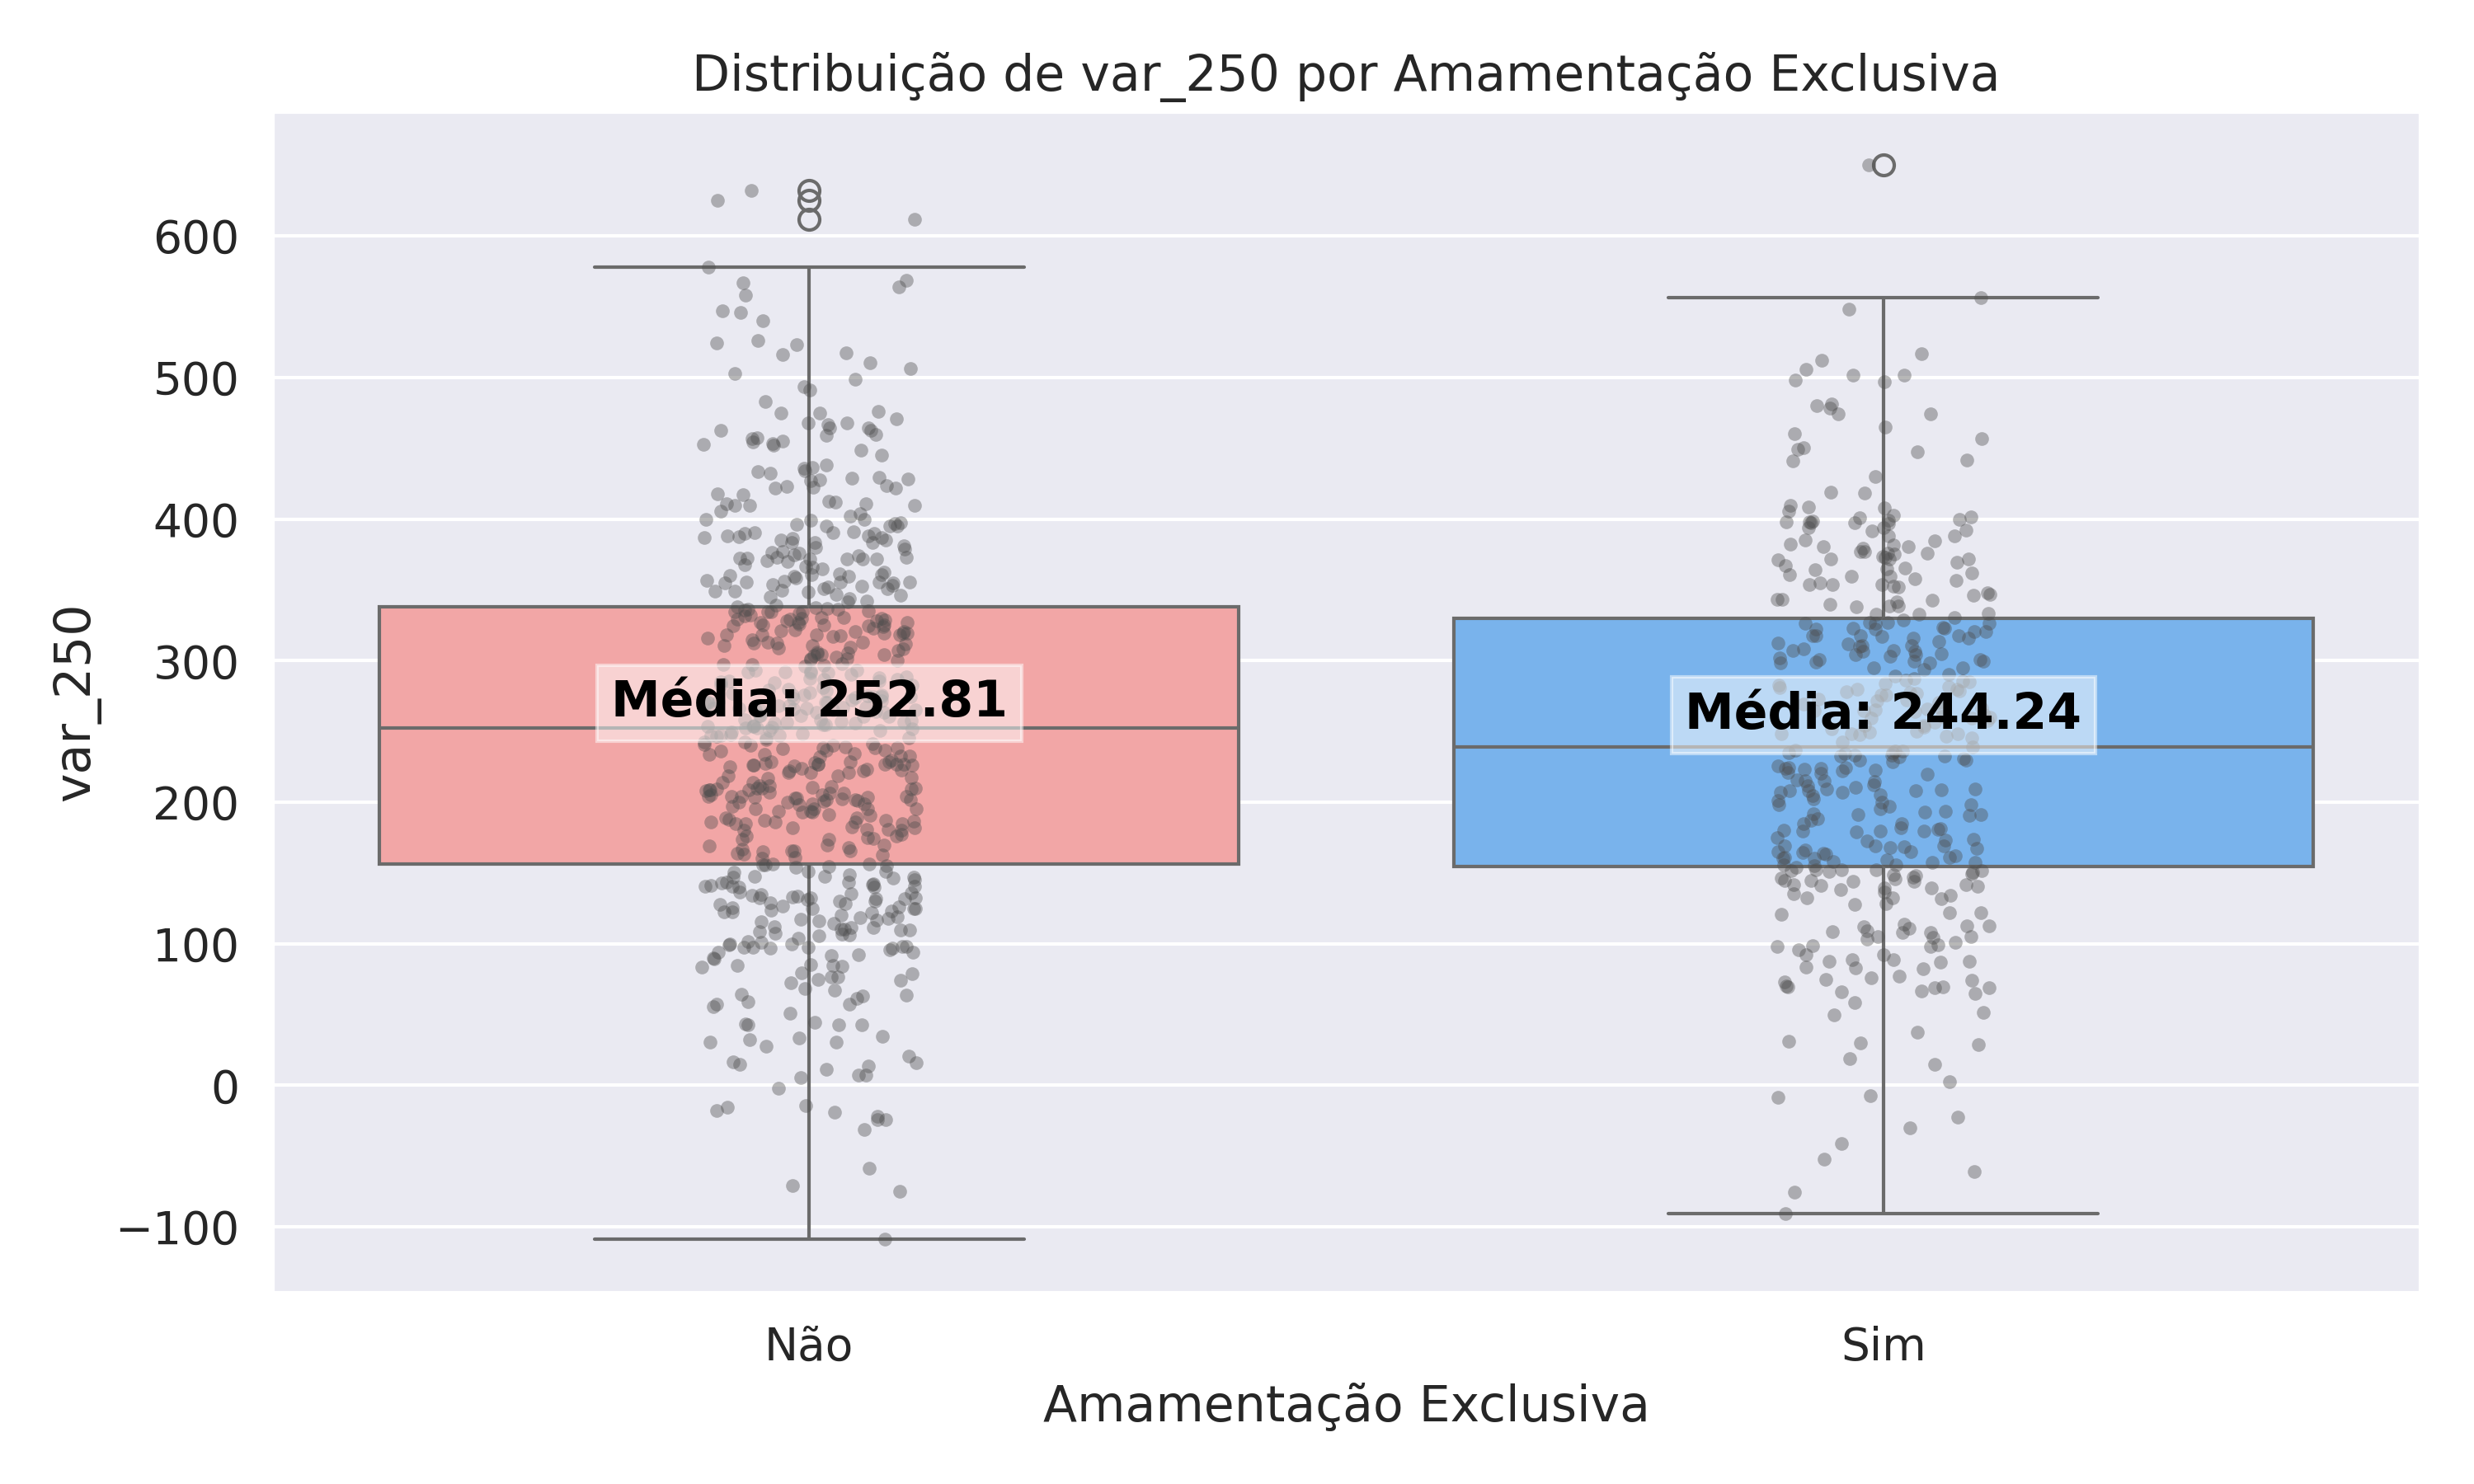 Distribuição de var_250 por Amamentação Exclusiva
var_250
600
500
400
300
200
100
0
−100
Média: 252.81
Média: 244.24
Não
Sim
Amamentação Exclusiva